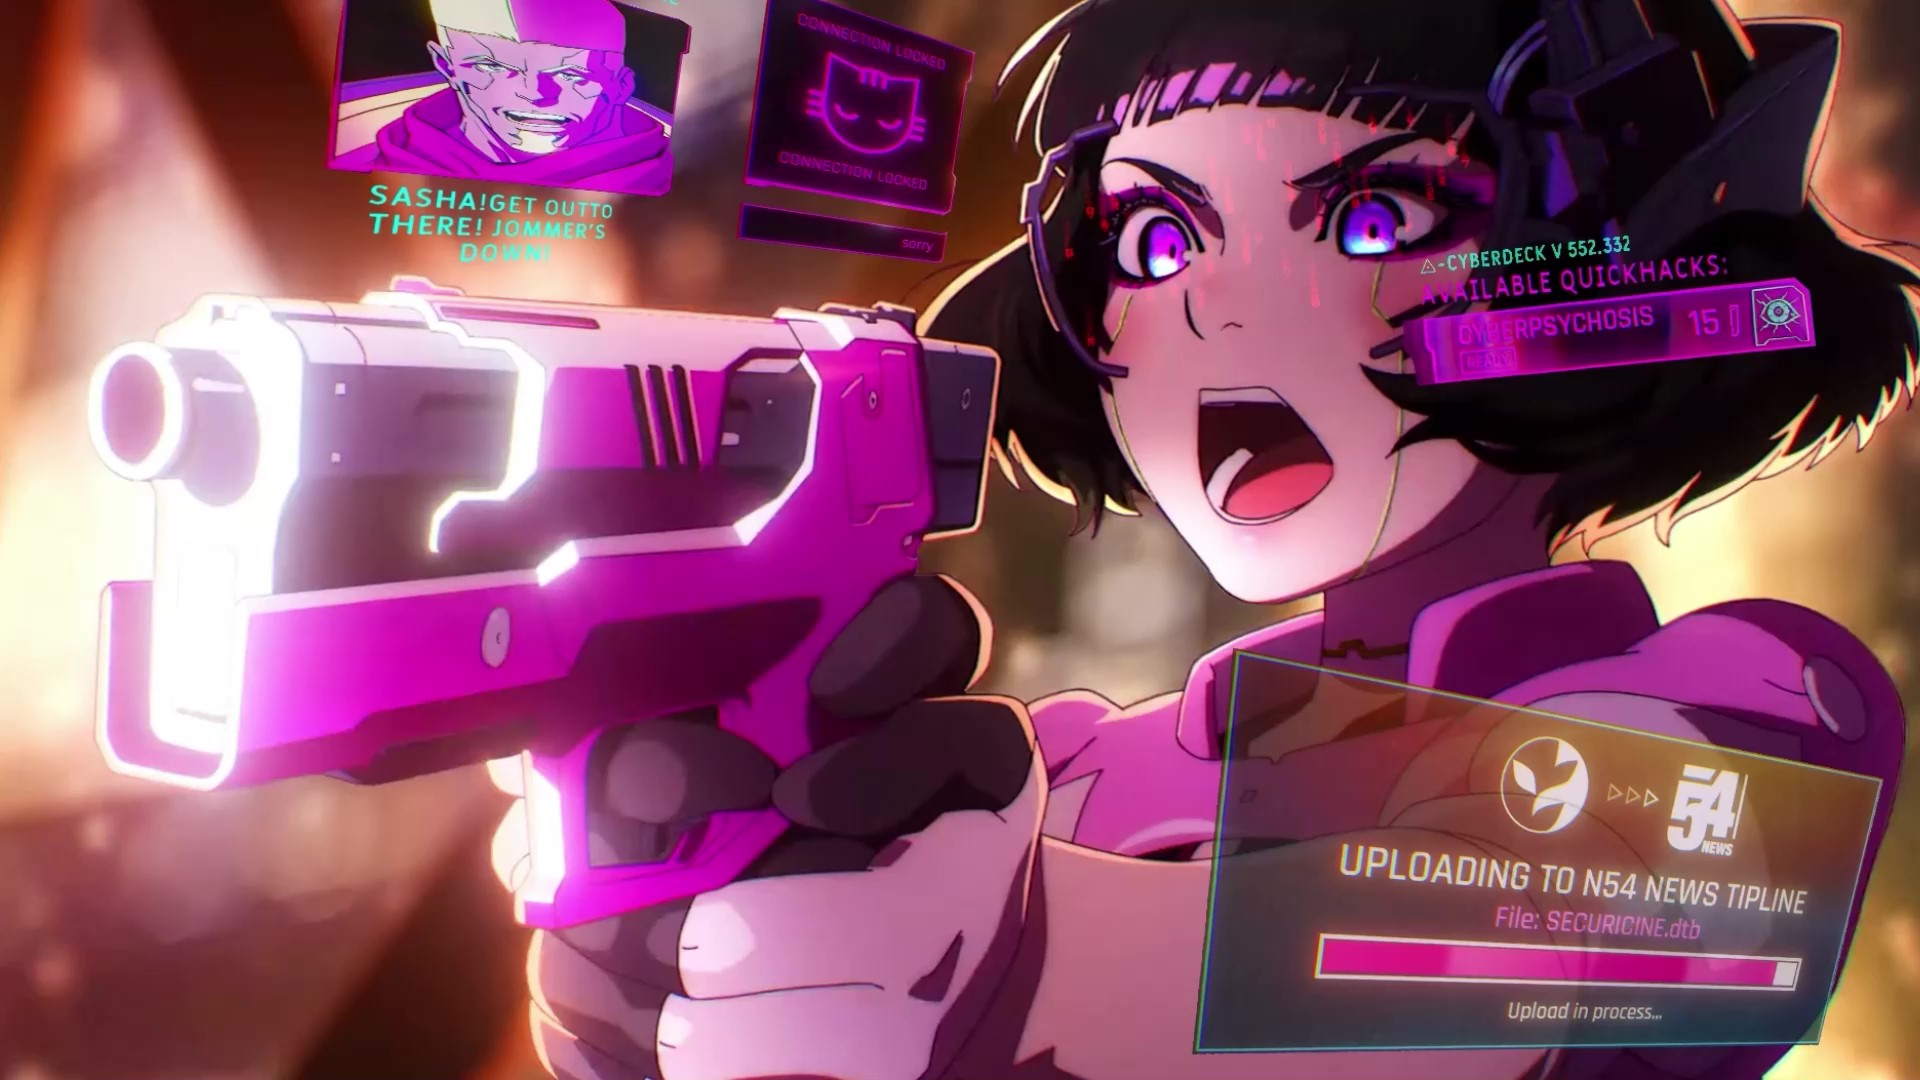 SASHA!GET OUTTO
THERE! JOMMER'S
DOWN!
CONNECTION LOCKED
CONNECTION LOCKED
sorry
-CYBERDECK V 552.332
AVAILABLE QUICKHACKS:
CYBERPSYCHOSIS 15
READY
54
NEWS
UPLOADING TO N54 NEWS TIPLINE
File: SECURICINE.dtb
Upload in process...